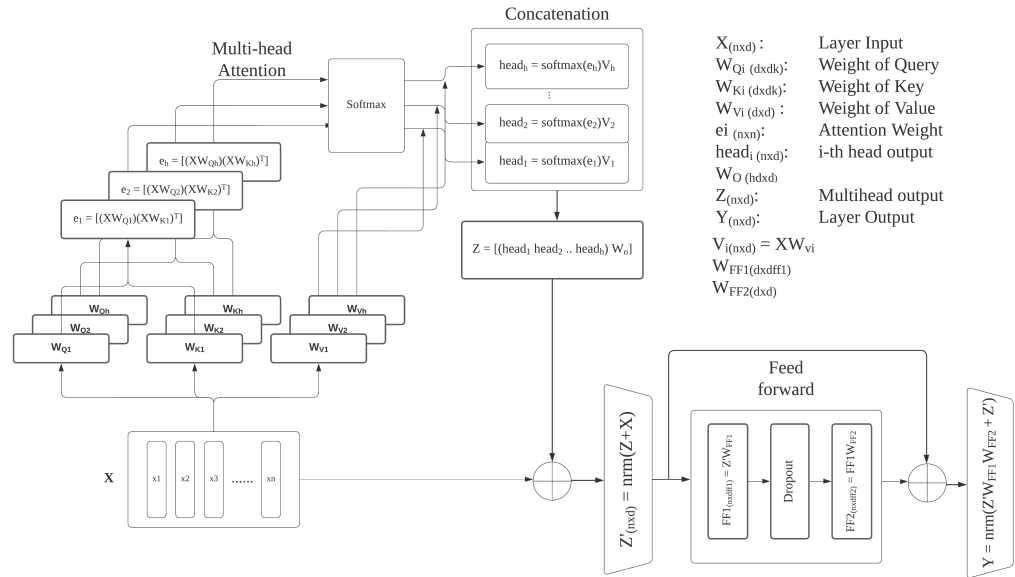 Concatenation
Multi-head
Attention
Softmax
head_h = softmax(e_h)V_h
⋮
head_2 = softmax(e_2)V_2
head_1 = softmax(e_1)V_1
e_h = [(XW_Qh)(XW_Kh)^T]
e_2 = [(XW_Q2)(XW_K2)^T]
e_1 = [(XW_Q1)(XW_K1)^T]
Z = [(head_1 head_2 .. head_h) W_o]
W_Qh
W_Q2
W_Q1
W_Kh
W_K2
W_K1
W_Vh
W_V2
W_V1
X
x1 x2 x3 ...... xn
X_(nxd) : Layer Input
W_Qi (dxdk): Weight of Query
W_Ki (dxdk): Weight of Key
W_Vi (dxd) : Weight of Value
ei (nxn): Attention Weight
head_i (nxd): i-th head output
W_O (hdxd)
Z_(nxd): Multihead output
Y_(nxd): Layer Output
V_i(nxd) = XW_vi
W_FF1(dxdff1)
W_FF2(dxd)
Z'_(nxd) = nrm(Z+X)
Feed
forward
FF1_(nxdff1) = Z'W_FF1
Dropout
FF2_(nxdff2) = FF1W_FF2
Y = nrm(Z'W_FF1W_FF2 + Z')